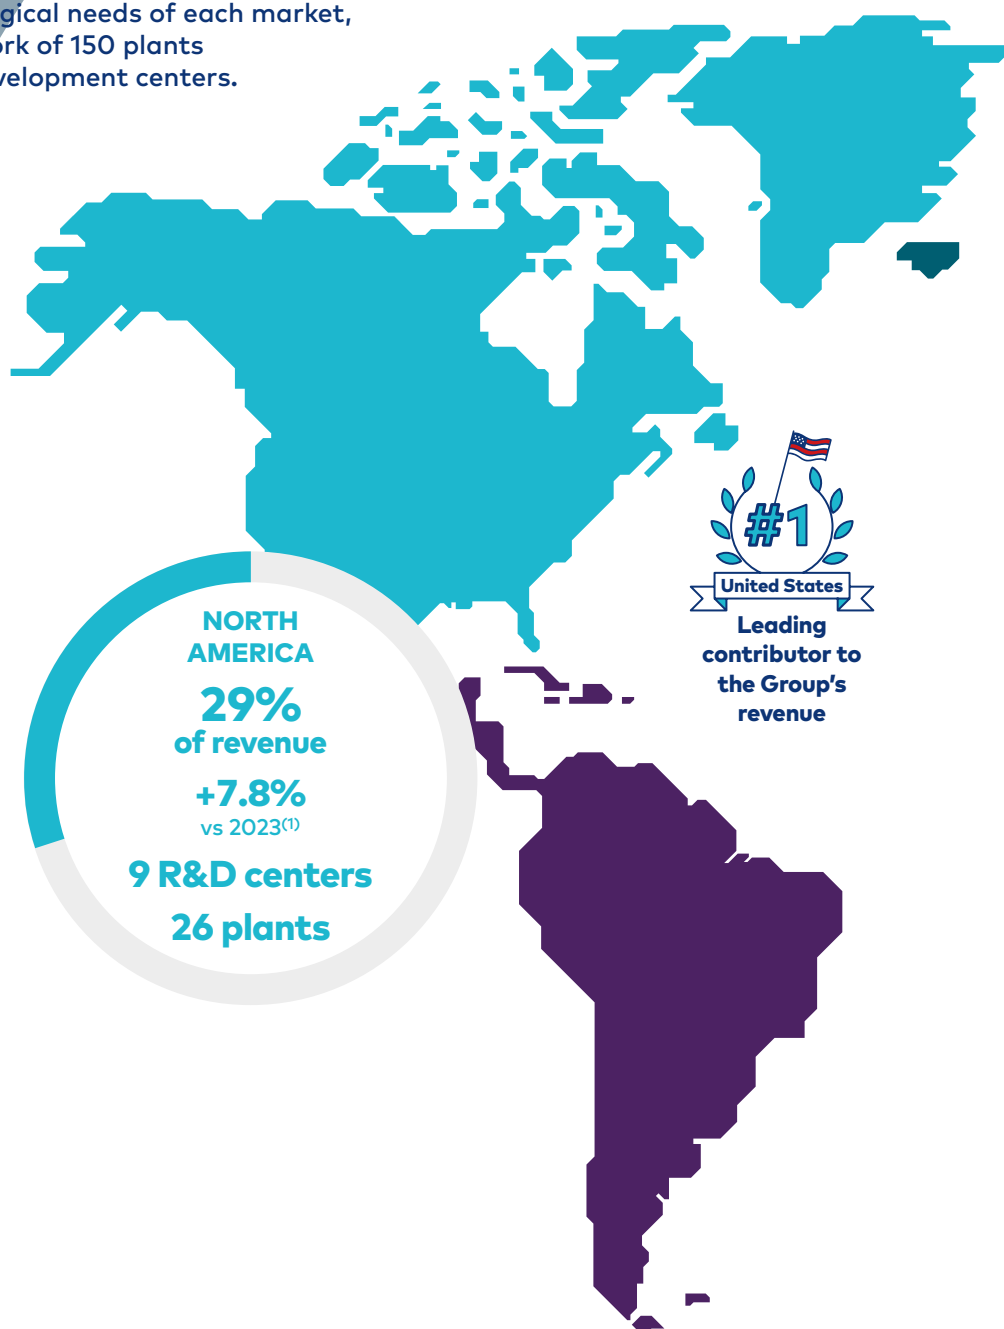 gical needs of each market,
ork of 150 plants
velopment centers.
#1
United States
Leading
contributor to
the Group's
revenue
NORTH
AMERICA
29%
of revenue
+7.8%
vs 2023(1)
9 R&D centers
26 plants